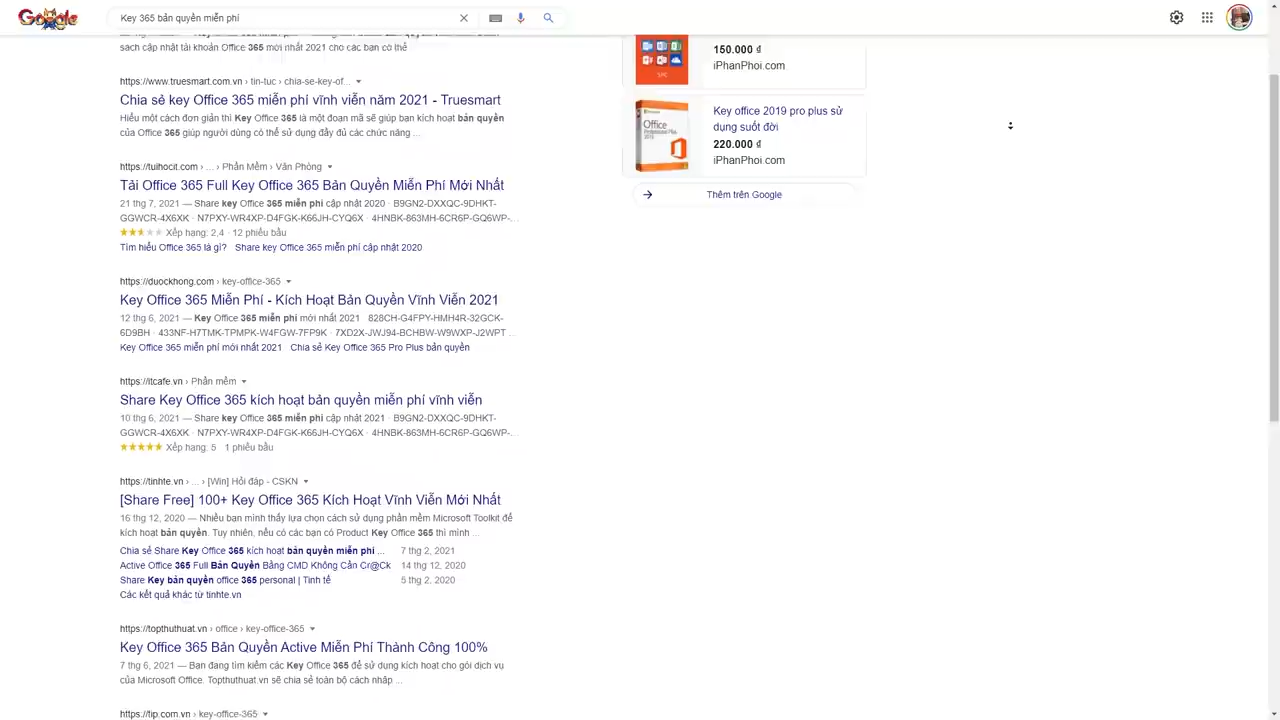 Google
Key 365 bản quyền miễn phí
sách cập nhật tài khoản Office 365 mới nhất 2021 cho các bạn có thể
https://www.truesmart.com.vn › tin-tuc › chia-se-key-of...
Chia sẻ key Office 365 miễn phí vĩnh viễn năm 2021 - Truesmart
Hiểu một cách đơn giản thì Key Office 365 là một đoạn mã sẽ giúp bạn kích hoạt bản quyền
của Office 365 giúp người dùng có thể sử dụng đầy đủ các chức năng ...
https://tuihocit.com › ... › Phần Mềm › Văn Phòng
Tải Office 365 Full Key Office 365 Bản Quyền Miễn Phí Mới Nhất
21 thg 7, 2021 — Share key Office 365 miễn phí cập nhật 2020 · B9GN2-DXXQC-9DHKT-
GGWCR-4X6XK · N7PXY-WR4XP-D4FGK-K66JH-CYQ6X · 4HNBK-863MH-6CR6P-GQ6WP-...
Xếp hạng: 2,4 · 12 phiếu bầu
Tìm hiểu Office 365 là gì? · Share key Office 365 miễn phí cập nhật 2020
https://duockhong.com › key-office-365
Key Office 365 Miễn Phí - Kích Hoạt Bản Quyền Vĩnh Viễn 2021
12 thg 6, 2021 — Key Office 365 miễn phí mới nhất 2021 · 828CH-G4FPY-HMH4R-32GCK-
6D9BH · 433NF-H7TMK-TPMPK-W4FGW-7FP9K · 7XD2X-JWJ94-BCHBW-W9WXP-J2WPT ...
Key Office 365 miễn phí mới nhất 2021 · Chia sẻ Key Office 365 Pro Plus bản quyền
https://itcafe.vn › Phần mềm
Share Key Office 365 kích hoạt bản quyền miễn phí vĩnh viễn
10 thg 6, 2021 — Share key Office 365 miễn phí cập nhật 2021 · B9GN2-DXXQC-9DHKT-
GGWCR-4X6XK · N7PXY-WR4XP-D4FGK-K66JH-CYQ6X · 4HNBK-863MH-6CR6P-GQ6WP-...
Xếp hạng: 5 · 1 phiếu bầu
https://tinhte.vn › ... › [Win] Hỏi đáp - CSKN
[Share Free] 100+ Key Office 365 Kích Hoạt Vĩnh Viễn Mới Nhất
16 thg 12, 2020 — Nhiều bạn mình thấy lựa chọn cách sử dụng phần mềm Microsoft Toolkit để
kích hoạt bản quyền. Tuy nhiên, nếu có các bạn có Product Key Office 365 thì mình ...
Chia sẻ Share Key Office 365 kích hoạt bản quyền miễn phí ... 7 thg 2, 2021
Active Office 365 Full Bản Quyền Bằng CMD Không Cần Cr@Ck 14 thg 12, 2020
Share Key bản quyền office 365 personal | Tinh tế 5 thg 2, 2020
Các kết quả khác từ tinhte.vn
https://topthuthuat.vn › office › key-office-365
Key Office 365 Bản Quyền Active Miễn Phí Thành Công 100%
7 thg 6, 2021 — Bạn đang tìm kiếm các Key Office 365 để sử dụng kích hoạt cho gói dịch vụ
của Microsoft Office. Topthuthuat.vn sẽ chia sẻ toàn bộ cách nhập ...
https://tip.com.vn › key-office-365
150.000 ₫
iPhanPhoi.com
Office
Professional Plus
Key office 2019 pro plus sử
dụng suốt đời
220.000 ₫
iPhanPhoi.com
Thêm trên Google